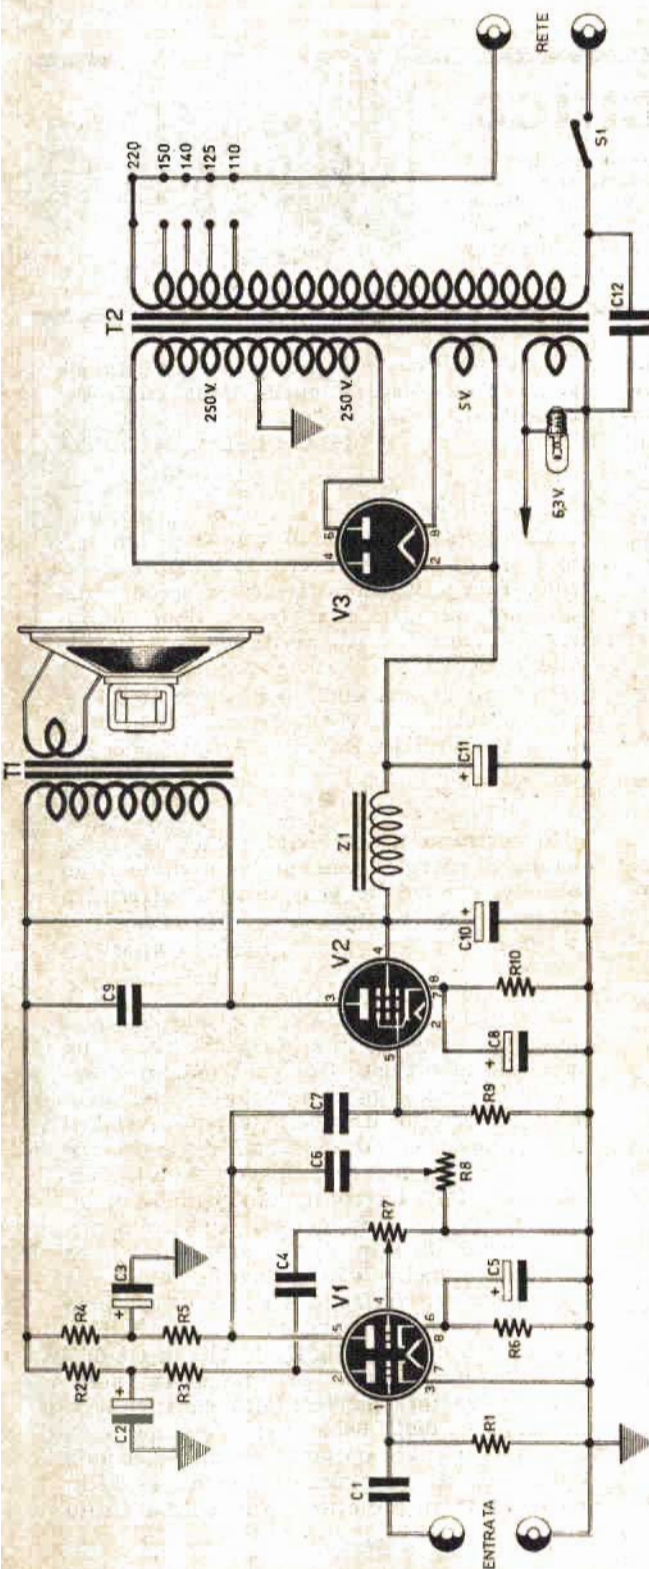 RETE
S1
220
150
140
125
110
T2
C12
250 V.
250 V.
5 V.
6,3 V.
V3
6
4
8
2
T1
Z1
C11
+
C10
+
V2
4
3
5
8
7
2
R10
C8
+
R9
C9
C7
C6
R8
R7
C4
V1
5
2
4
1
6
8
3
7
C5
+
R6
R4
C3
+
R5
R2
C2
+
R3
R1
C1
ENTRATA